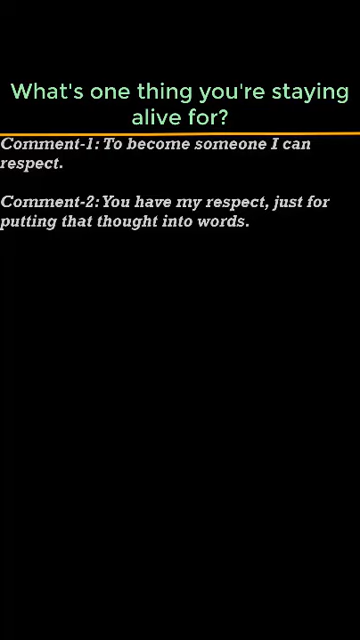 What's one thing you're staying
alive for?
Comment-1: To become someone I can
respect.
Comment-2: You have my respect, just for
putting that thought into words.